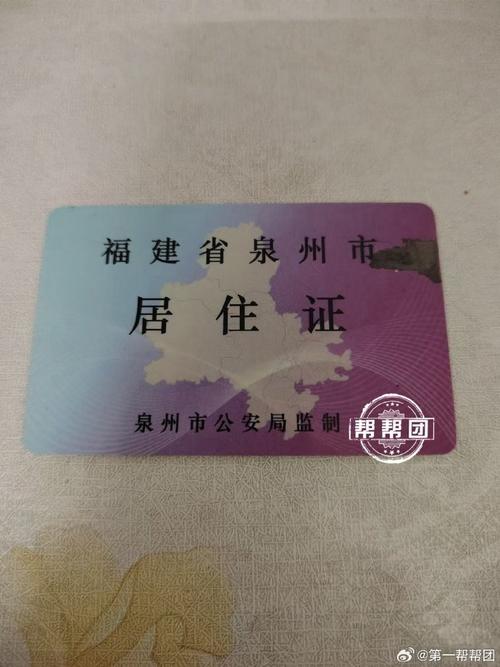 福建省泉州市
居住证
泉州市公安局监制
帮帮团
@第一帮帮团